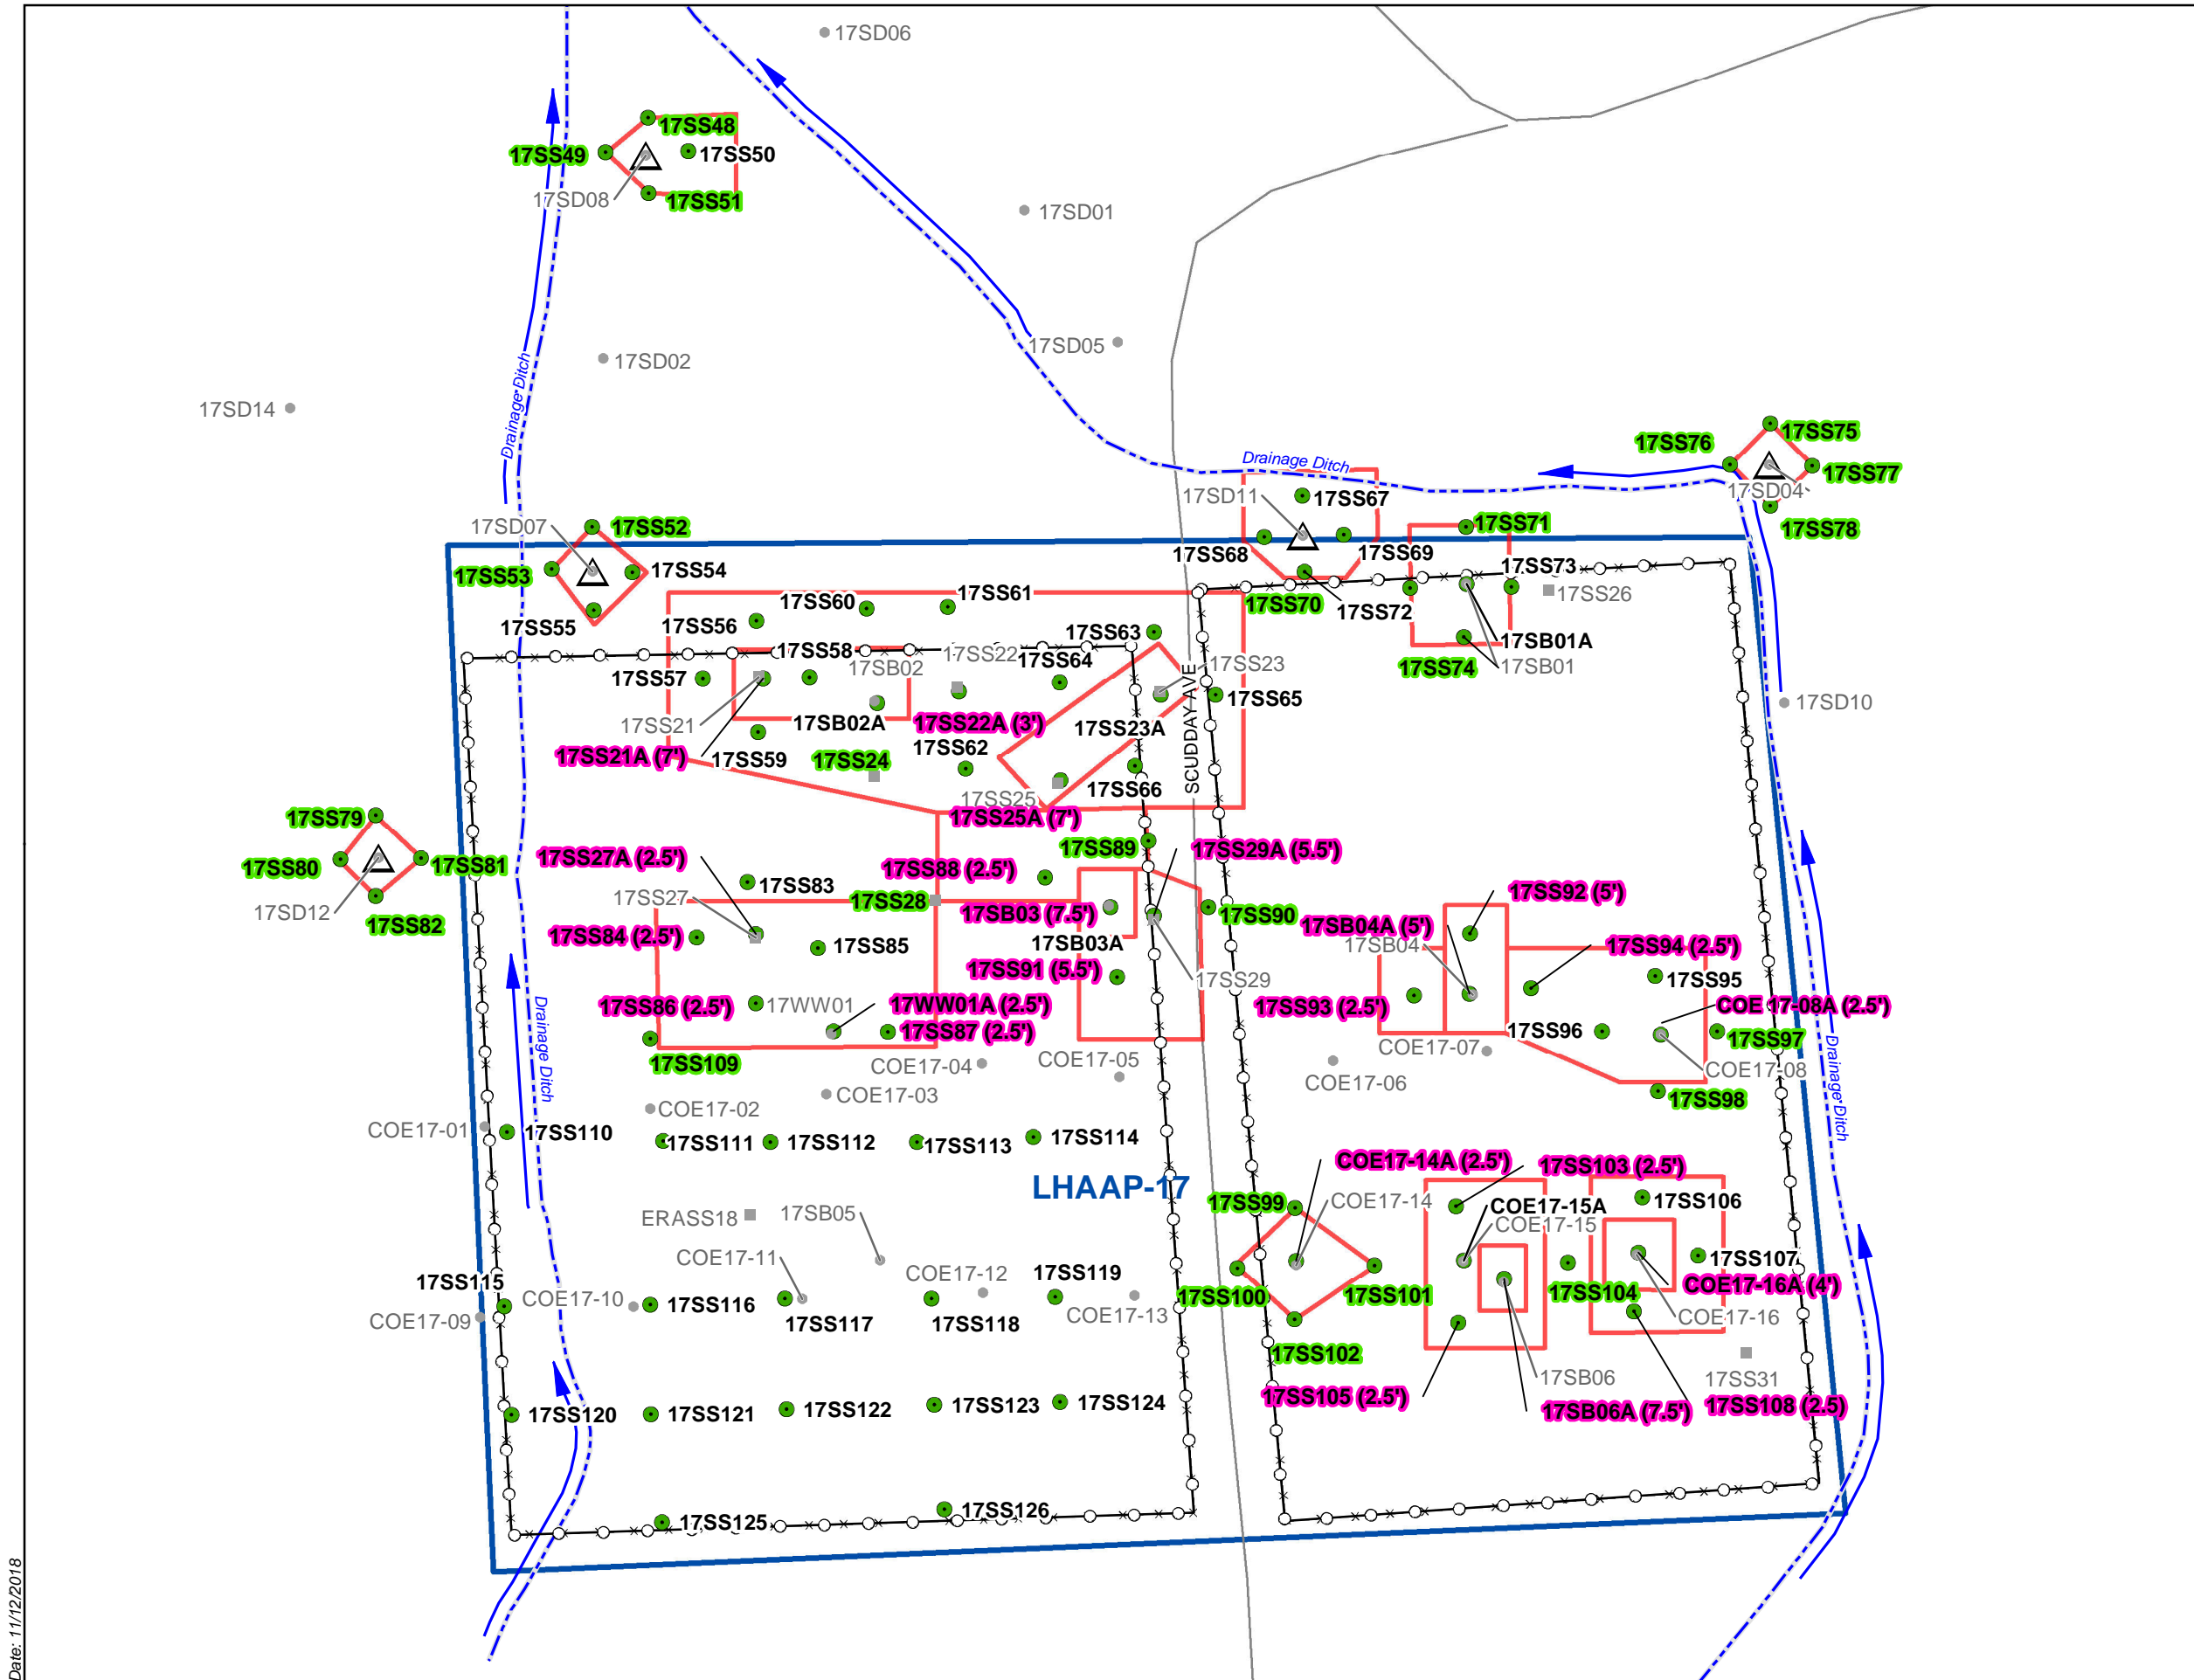 17SD06
17SS48
17SS49
17SS50
17SD08
17SS51
17SD01
17SD05
17SD02
Drainage Ditch
17SD14
17SS75
17SS76
Drainage Ditch
17SS77
17SD04
17SD11
17SS67
17SS71
17SS78
17SD07
17SS52
17SS68
17SS69
17SS73
17SS53
17SS54
17SS26
17SS61
17SS60
17SS70
17SS72
17SS55
17SS56
17SS63
17SB01A
17SS58
17SS22
17SS64
17SS23
17SB02
17SS74
17SB01
17SS57
17SS65
17SD10
SCUDDAY AVE
17SS21
17SB02A
17SS22A (3')
17SS23A
17SS62
17SS21A (7')
17SS59
17SS24
17SS66
17SS25
17SS25A (7')
17SS79
17SS89
17SS29A (5.5')
17SS27A (2.5')
17SS80
17SS81
17SS88 (2.5')
17SS83
17SS92 (5')
17SS27
17SS28
17SD12
17SB03 (7.5')
17SS90
17SS82
17SB04A (5')
17SS84 (2.5')
17SS85
17SB03A
17SB04
17SS94 (2.5')
17SS91 (5.5')
17SS29
17SS95
17SS86 (2.5')
17WW01
17WW01A (2.5')
17SS93 (2.5')
COE 17-08A (2.5')
17SS87 (2.5')
17SS96
17SS97
Drainage Ditch
COE17-07
17SS109
COE17-04
COE17-05
COE17-06
COE17-08
Drainage Ditch
COE17-03
17SS98
COE17-02
COE17-01
17SS110
17SS111
17SS112
17SS113
17SS114
COE17-14A (2.5')
17SS103 (2.5')
LHAAP-17
17SS99
COE17-14
17SS106
COE17-15A
ERASS18
17SB05
COE17-15
COE17-11
17SS107
COE17-12
17SS119
17SS115
COE17-16A (4')
COE17-10
17SS116
17SS100
17SS101
17SS104
COE17-09
COE17-13
COE17-16
17SS117
17SS118
17SS102
17SB06
17SS31
17SS105 (2.5')
17SS120
17SS121
17SS122
17SS123
17SS124
17SB06A (7.5')
17SS108 (2.5)
17SS125
17SS126
Date: 11/12/2018